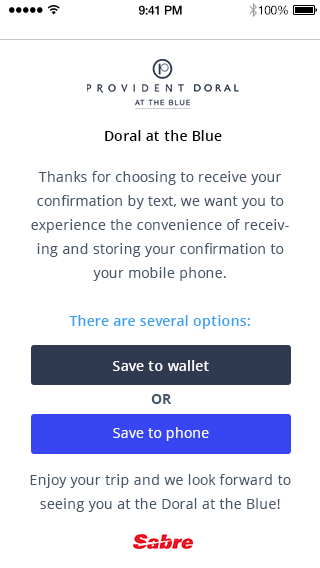 9:41 PM
100%
PROVIDENT DORAL
AT THE BLUE
Doral at the Blue
Thanks for choosing to receive your
confirmation by text, we want you to
experience the convenience of receiv-
ing and storing your confirmation to
your mobile phone.
There are several options:
Save to wallet
OR
Save to phone
Enjoy your trip and we look forward to
seeing you at the Doral at the Blue!
Sabre